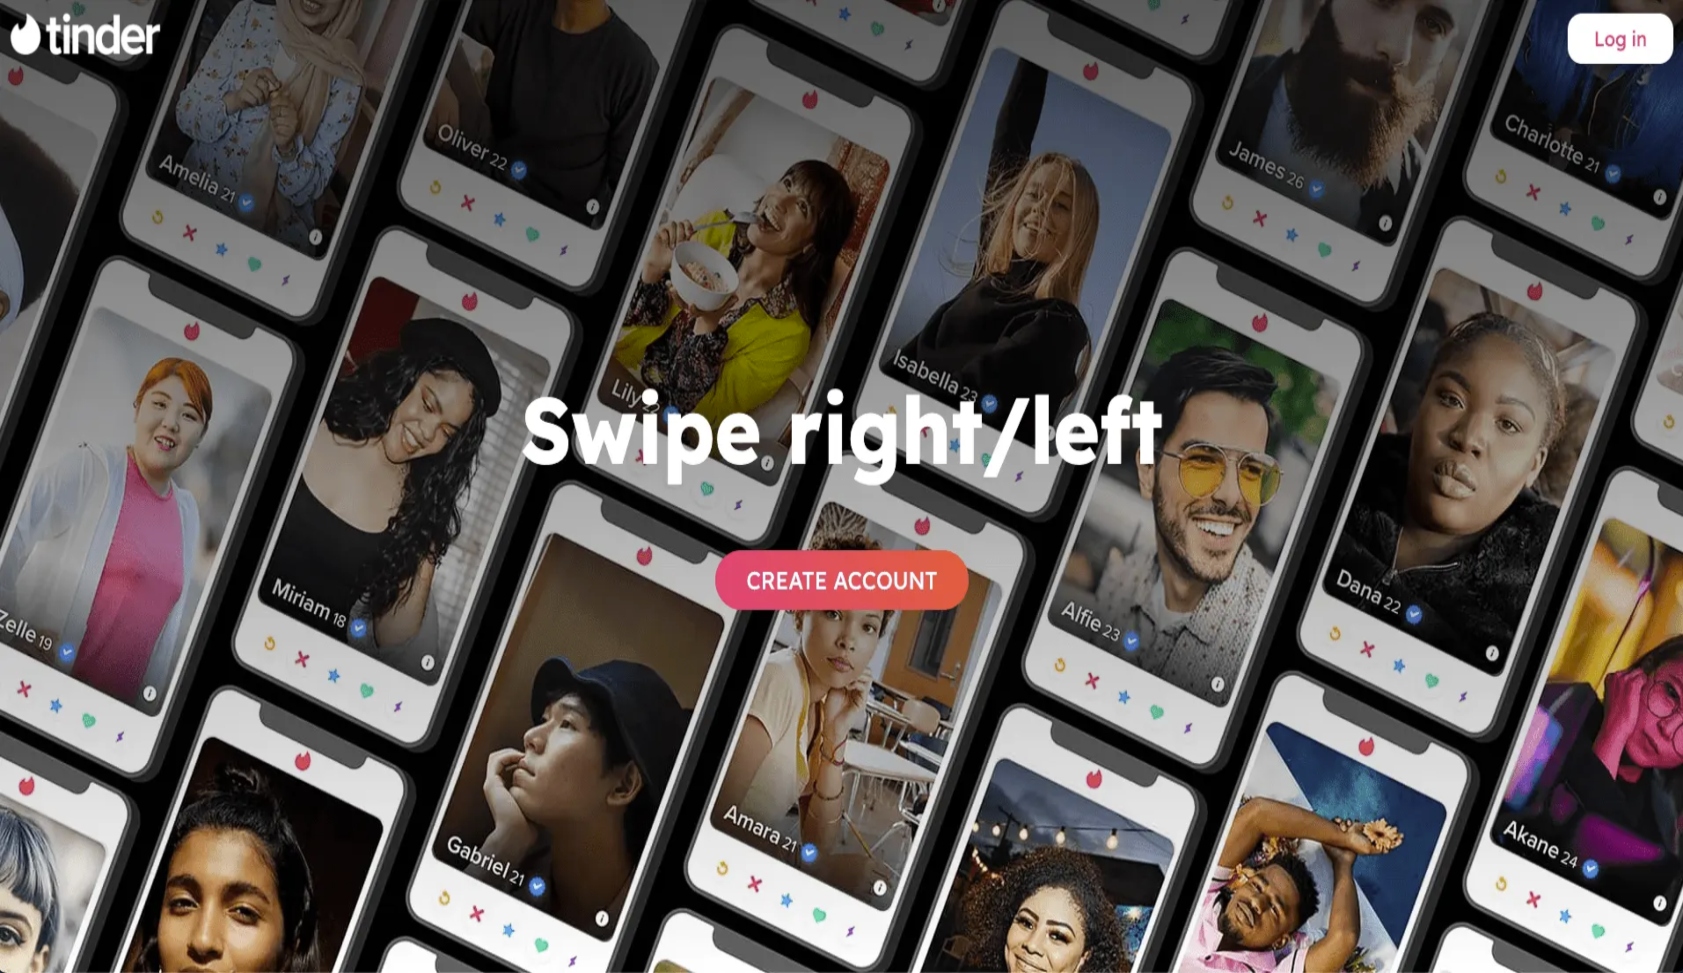 tinder
Log in
Amelia 21
Oliver 22
James 26
Charlotte 21
Lily 22
Isabella 23
Swipe right/left
CREATE ACCOUNT
Zelle 19
Miriam 18
Alfie 23
Dana 22
Gabriel 21
Amara 21
Akane 24